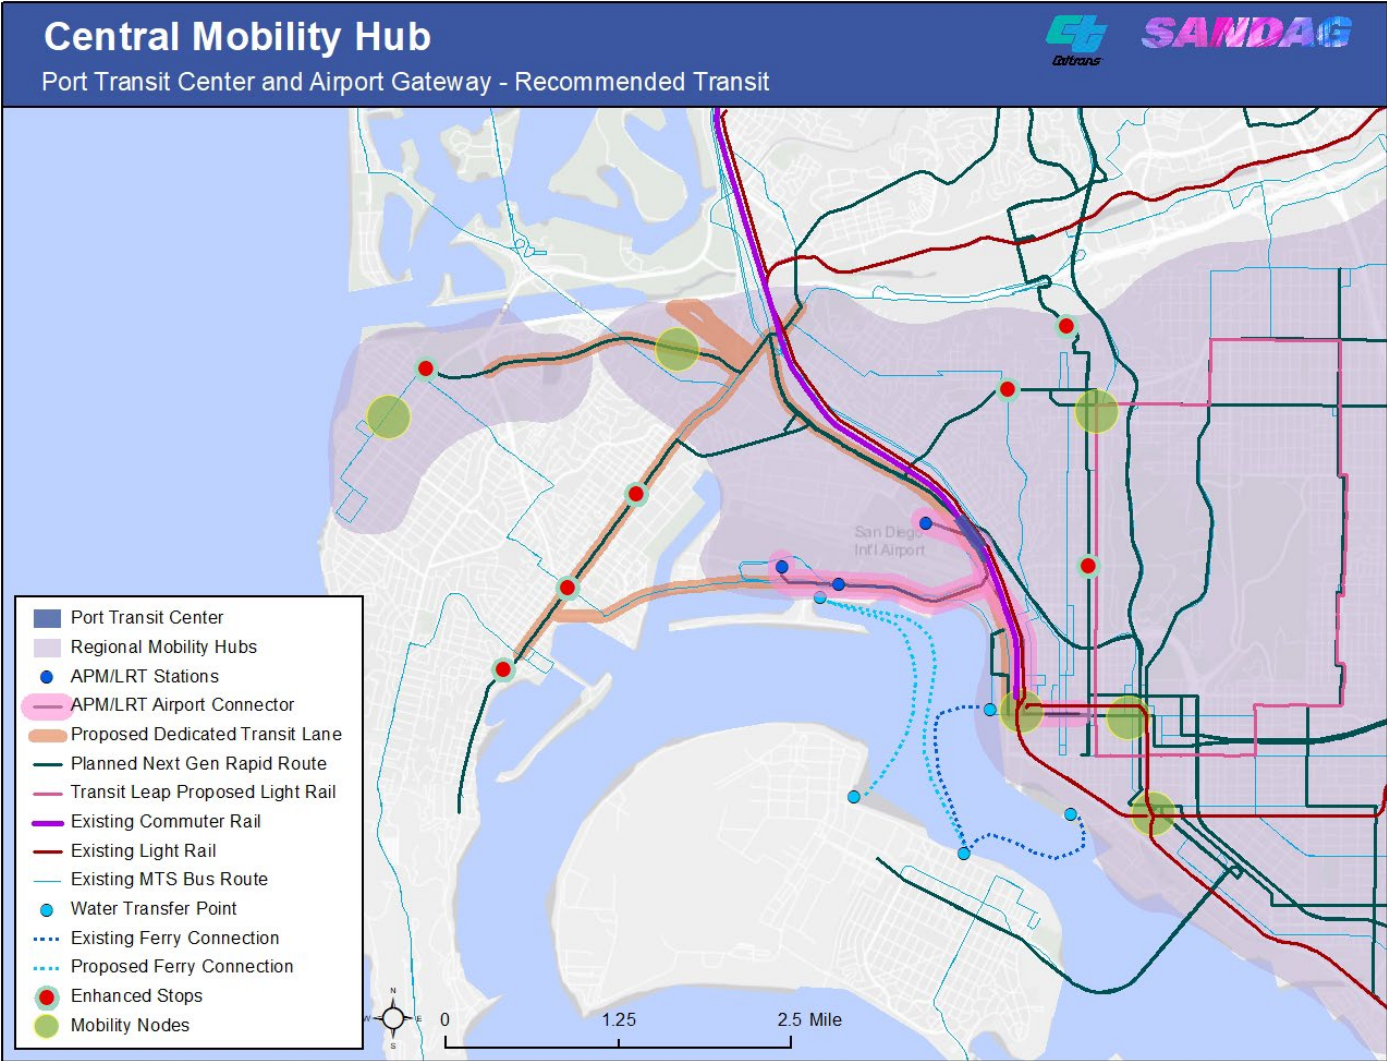 Central Mobility Hub
Port Transit Center and Airport Gateway - Recommended Transit
Caltrans
SANDAG
San Diego
Int'l Airport
Port Transit Center
Regional Mobility Hubs
APM/LRT Stations
APM/LRT Airport Connector
Proposed Dedicated Transit Lane
Planned Next Gen Rapid Route
Transit Leap Proposed Light Rail
Existing Commuter Rail
Existing Light Rail
Existing MTS Bus Route
Water Transfer Point
Existing Ferry Connection
Proposed Ferry Connection
Enhanced Stops
Mobility Nodes
N
W E
S
0 1.25 2.5 Mile